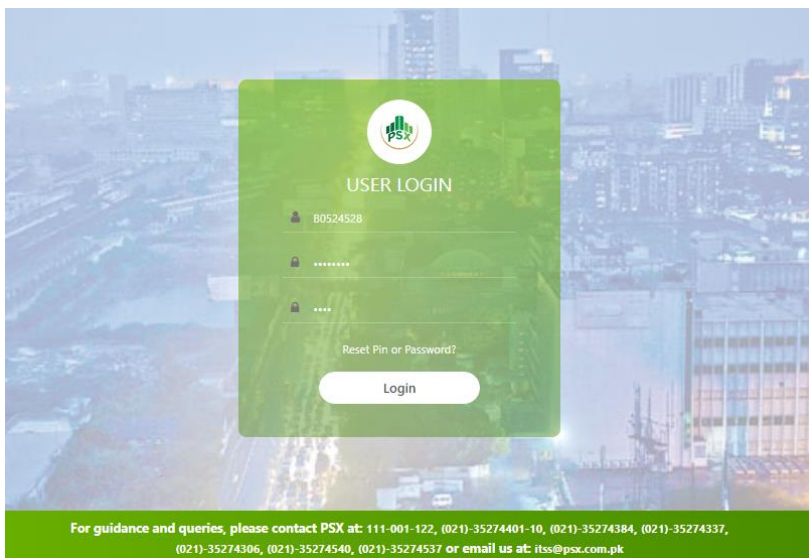 PSX
USER LOGIN
B0524528
••••••••
••••
Reset Pin or Password?
Login
For guidance and queries, please contact PSX at: 111-001-122, (021)-35274401-10, (021)-35274384, (021)-35274337,
(021)-35274306, (021)-35274540, (021)-35274537 or email us at: itss@psx.com.pk